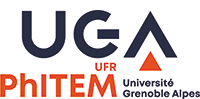 UGA
UFR
PhITEM Université
Grenoble Alpes